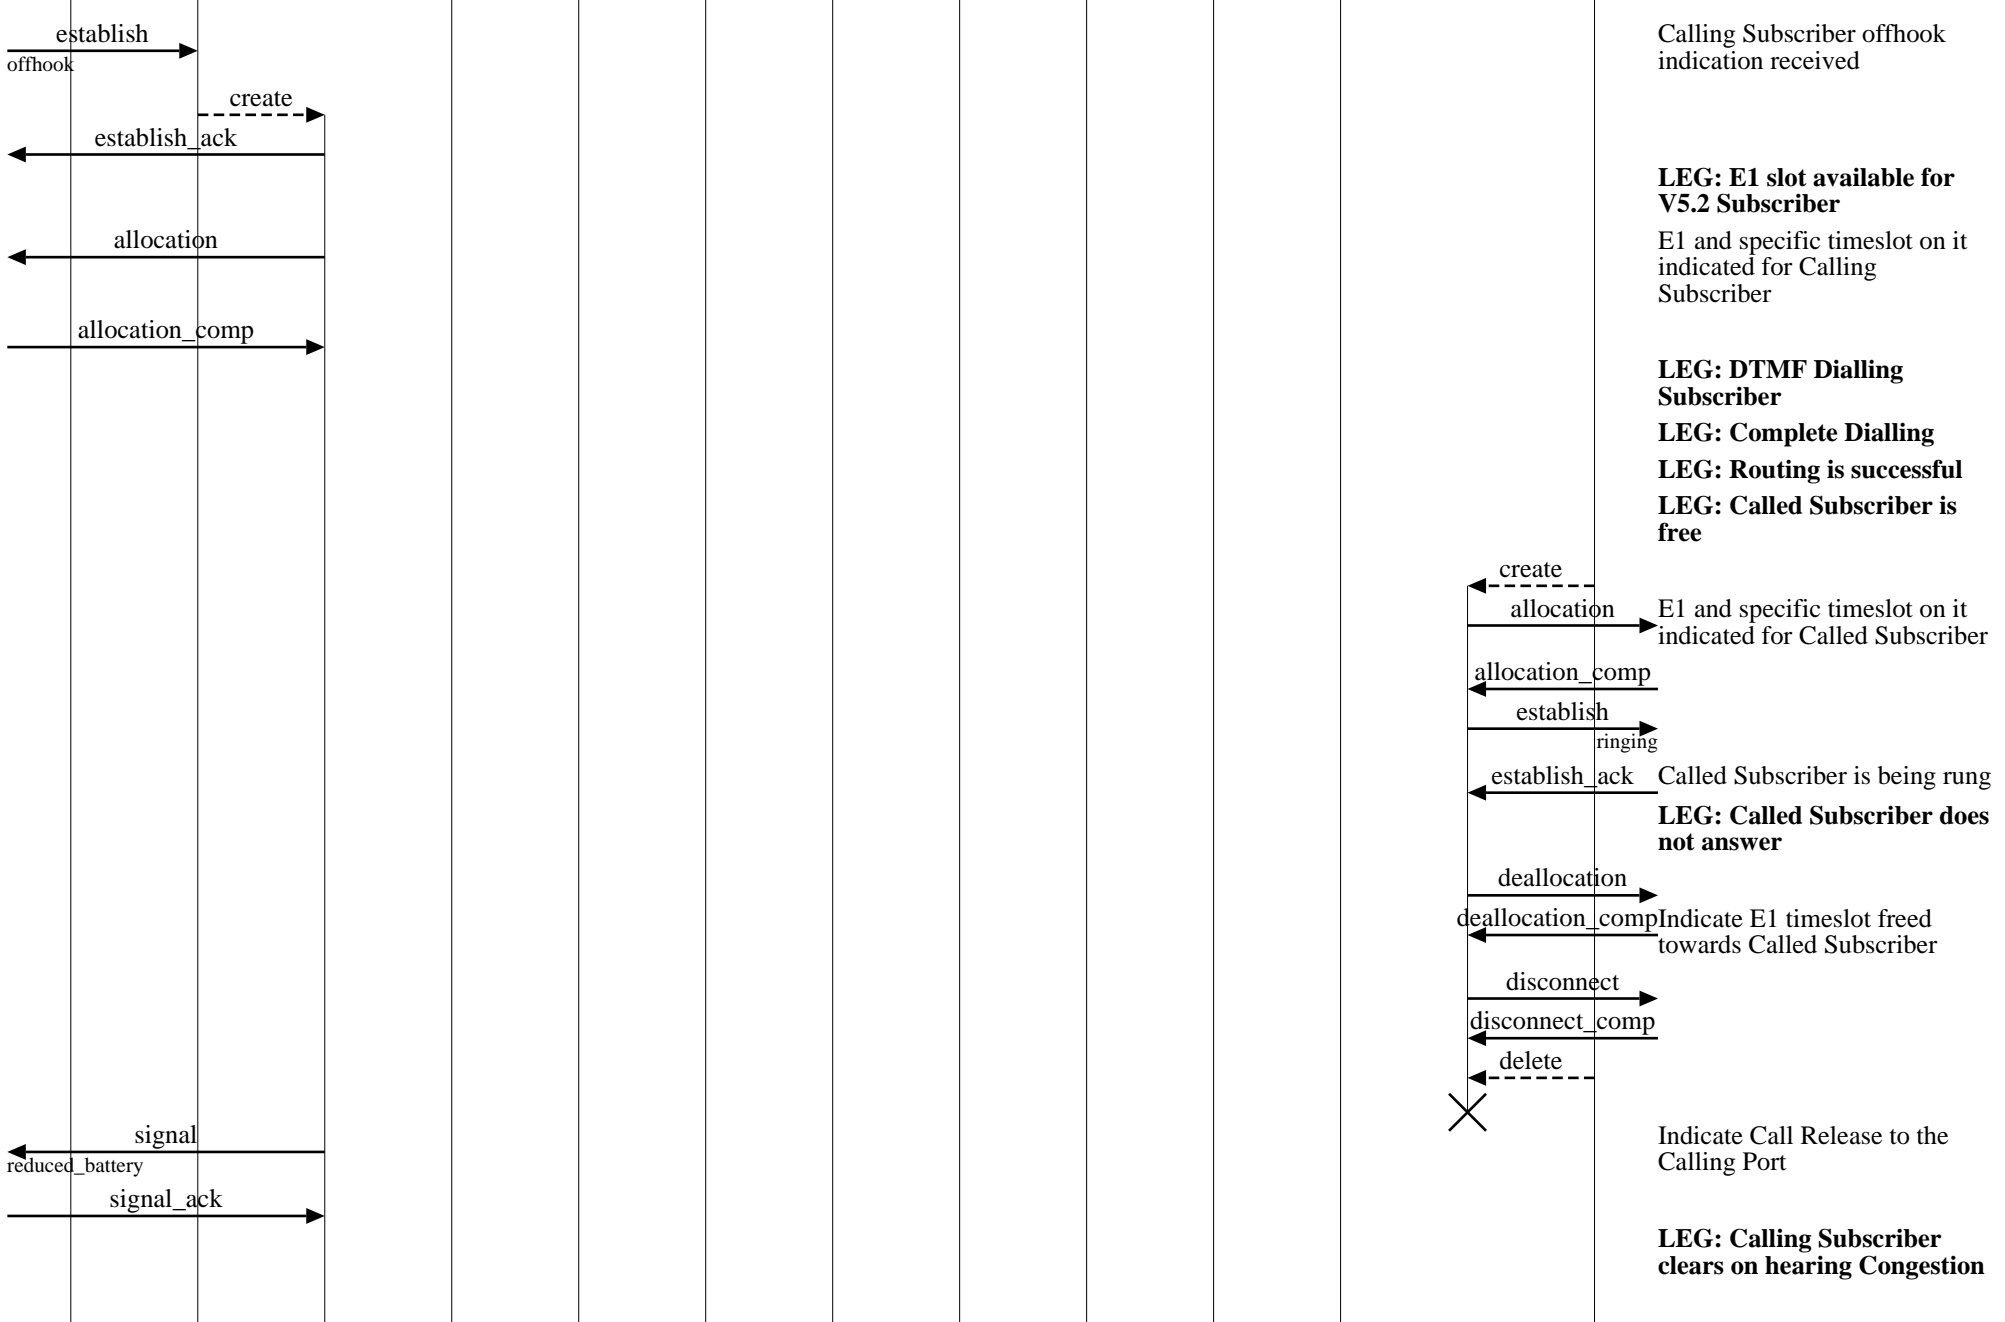 establish
Calling Subscriber offhook
indication received
offhook
create
establish_ack
LEG: E1 slot available for
V5.2 Subscriber
allocation
E1 and specific timeslot on it
indicated for Calling
Subscriber
allocation_comp
LEG: DTMF Dialling
Subscriber
LEG: Complete Dialling
LEG: Routing is successful
LEG: Called Subscriber is
free
create
allocation
E1 and specific timeslot on it
indicated for Called Subscriber
allocation_comp
establish
ringing
establish_ack
Called Subscriber is being rung
LEG: Called Subscriber does
not answer
deallocation
deallocation_comp
Indicate E1 timeslot freed
towards Called Subscriber
disconnect
disconnect_comp
delete
signal
Indicate Call Release to the
Calling Port
reduced_battery
signal_ack
LEG: Calling Subscriber
clears on hearing Congestion